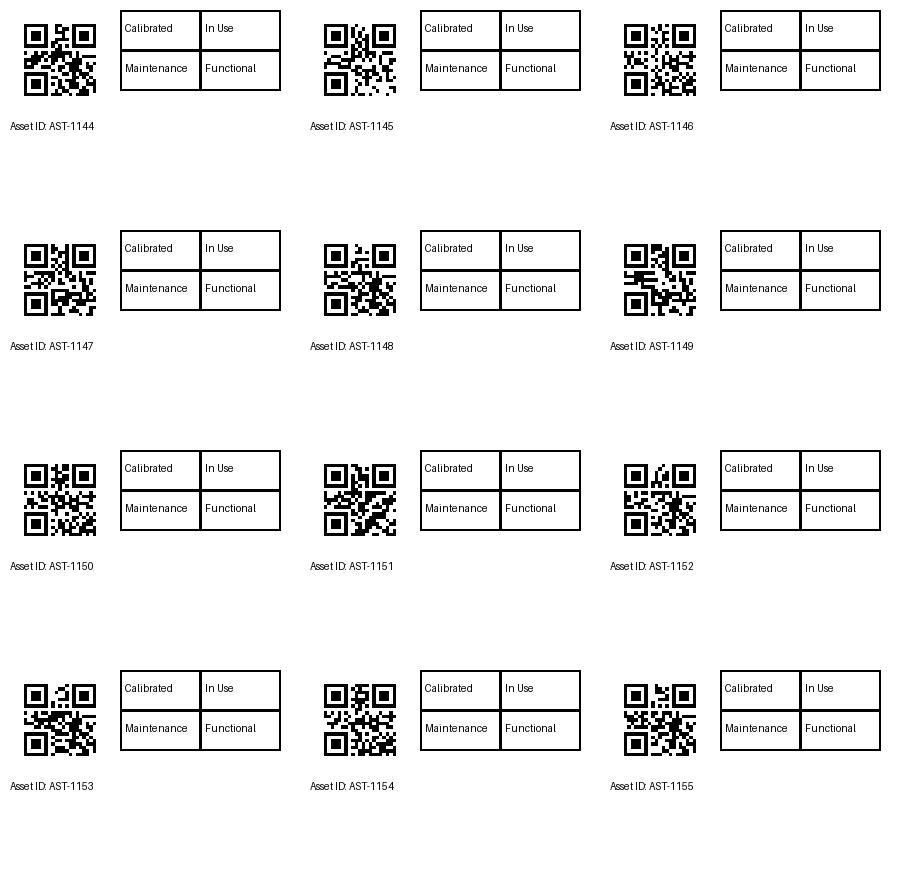 Calibrated In Use
Maintenance Functional
Asset ID: AST-1144
Calibrated In Use
Maintenance Functional
Asset ID: AST-1145
Calibrated In Use
Maintenance Functional
Asset ID: AST-1146
Calibrated In Use
Maintenance Functional
Asset ID: AST-1147
Calibrated In Use
Maintenance Functional
Asset ID: AST-1148
Calibrated In Use
Maintenance Functional
Asset ID: AST-1149
Calibrated In Use
Maintenance Functional
Asset ID: AST-1150
Calibrated In Use
Maintenance Functional
Asset ID: AST-1151
Calibrated In Use
Maintenance Functional
Asset ID: AST-1152
Calibrated In Use
Maintenance Functional
Asset ID: AST-1153
Calibrated In Use
Maintenance Functional
Asset ID: AST-1154
Calibrated In Use
Maintenance Functional
Asset ID: AST-1155